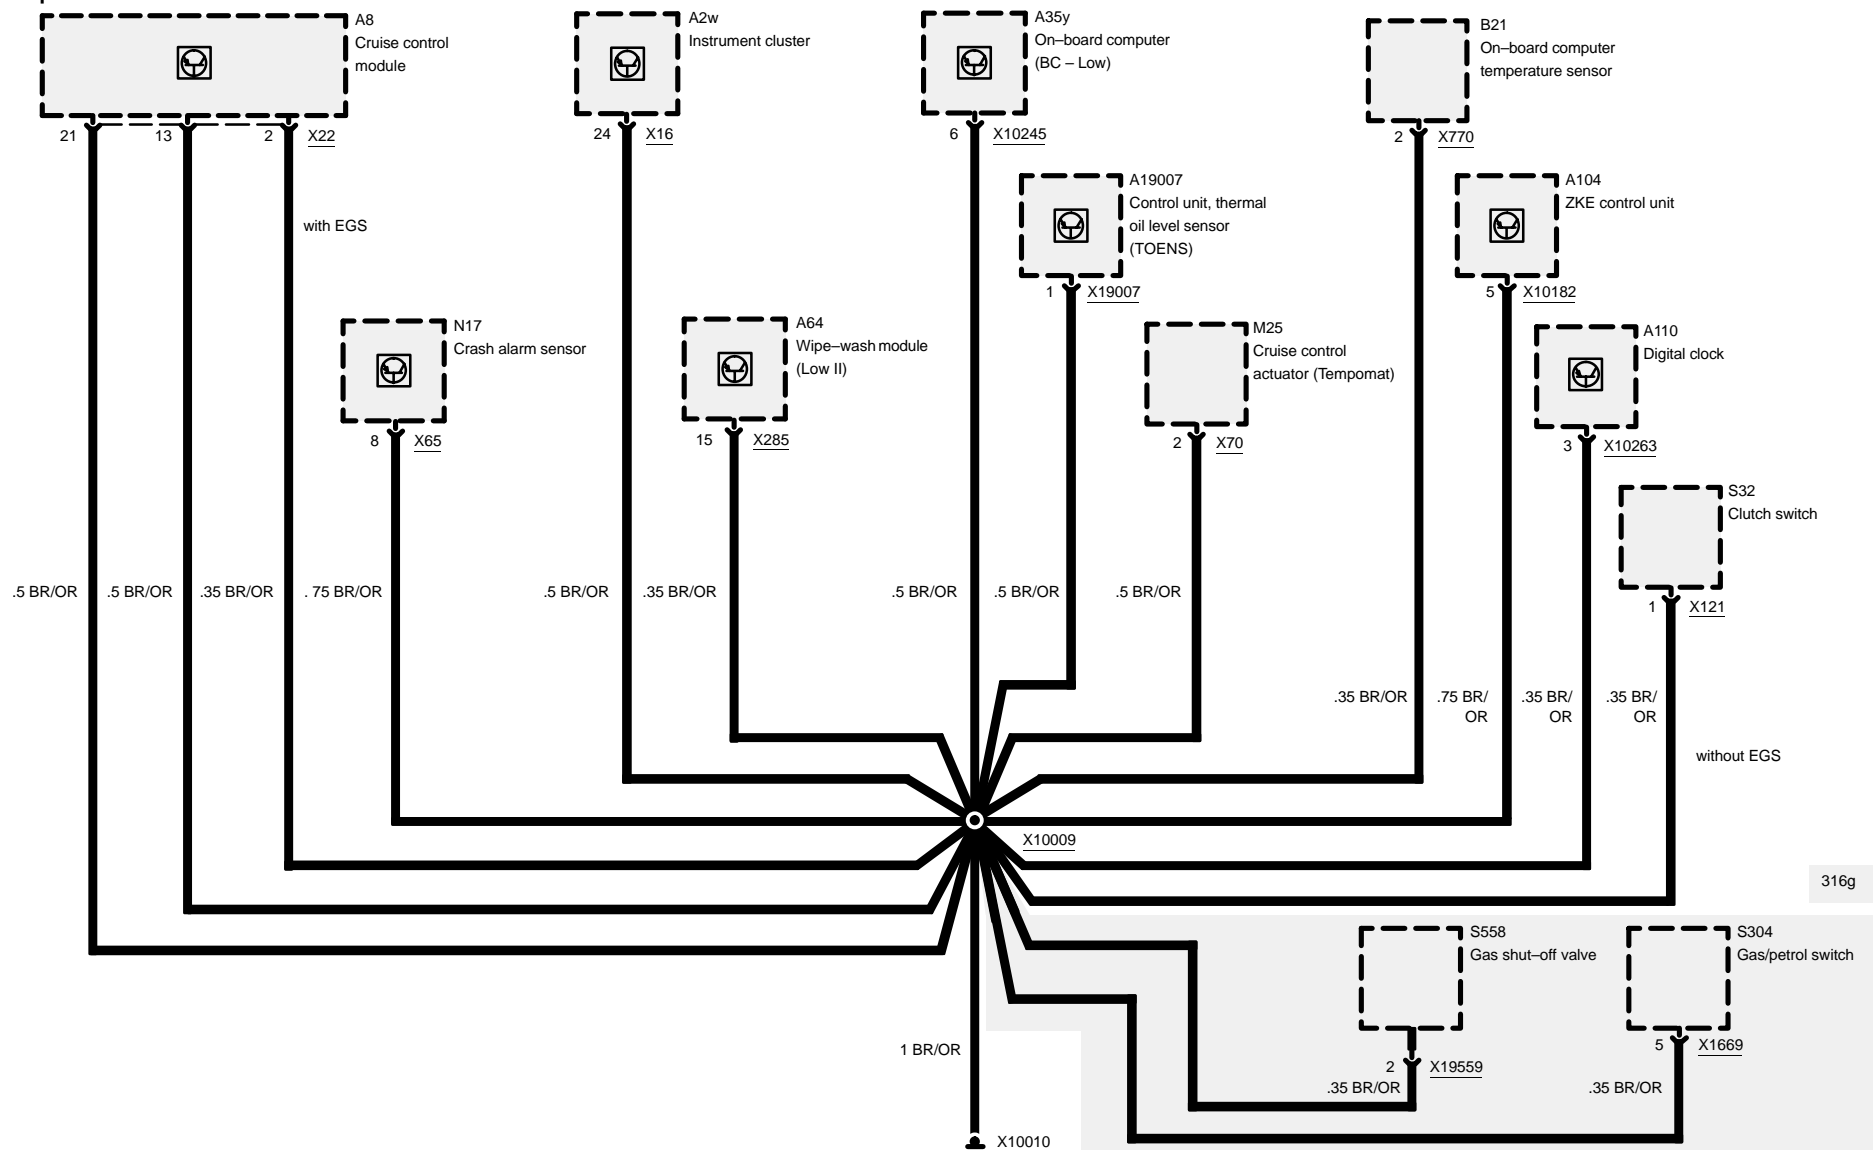 A8
Cruise control
module
21
13
2
X22
with EGS
A2w
Instrument cluster
24
X16
A35y
On–board computer
(BC – Low)
6
X10245
B21
On–board computer
temperature sensor
2
X770
A19007
Control unit, thermal
oil level sensor
(TOENS)
1
X19007
A104
ZKE control unit
5
X10182
N17
Crash alarm sensor
8
X65
A64
Wipe–wash module
(Low II)
15
X285
M25
Cruise control
actuator (Tempomat)
2
X70
A110
Digital clock
3
X10263
S32
Clutch switch
1
X121
.5 BR/OR
.5 BR/OR
.35 BR/OR
. 75 BR/OR
.5 BR/OR
.35 BR/OR
.5 BR/OR
.5 BR/OR
.5 BR/OR
.35 BR/OR
.75 BR/
OR
.35 BR/
OR
.35 BR/
OR
without EGS
X10009
316g
S558
Gas shut–off valve
2
X19559
.35 BR/OR
S304
Gas/petrol switch
5
X1669
.35 BR/OR
1 BR/OR
X10010